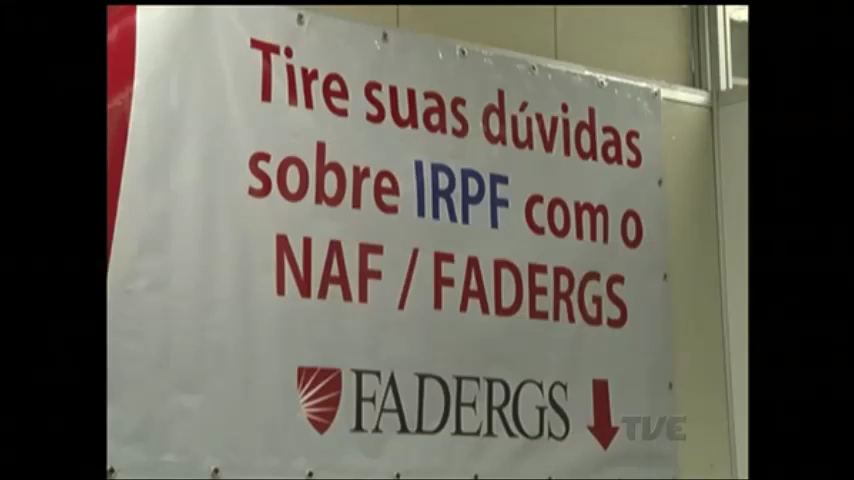 Tire suas dúvidas
sobre IRPF com o
NAF / FADERGS
FADERGS
TVE